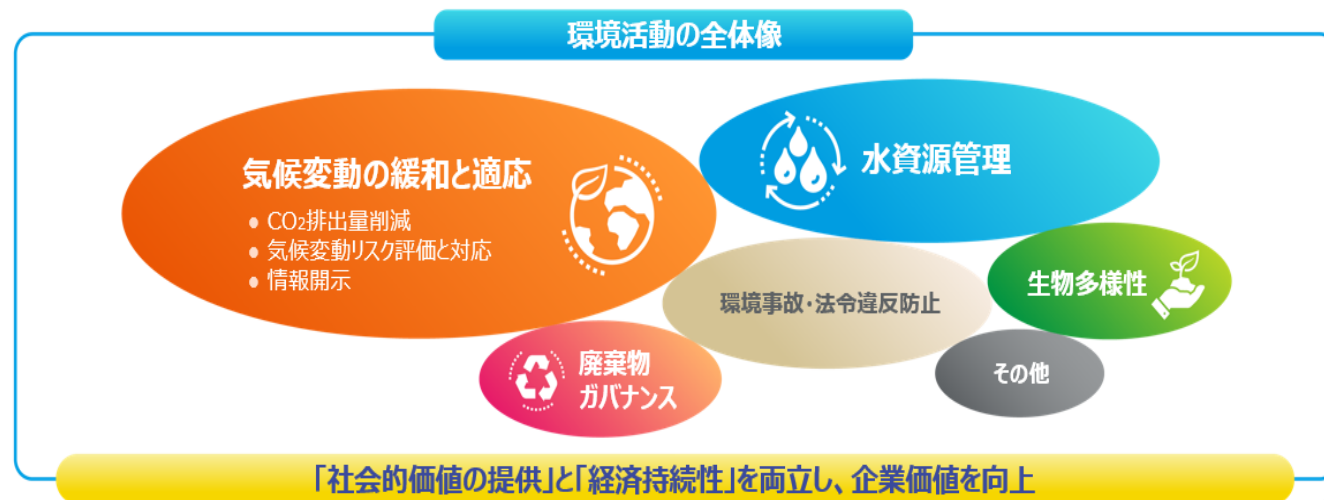 環境活動の全体像
気候変動の緩和と適応
● CO₂排出量削減
● 気候変動リスク評価と対応
● 情報開示
水資源管理
環境事故・法令違反防止
生物多様性
廃棄物
ガバナンス
その他
「社会的価値の提供」と「経済持続性」を両立し、企業価値を向上